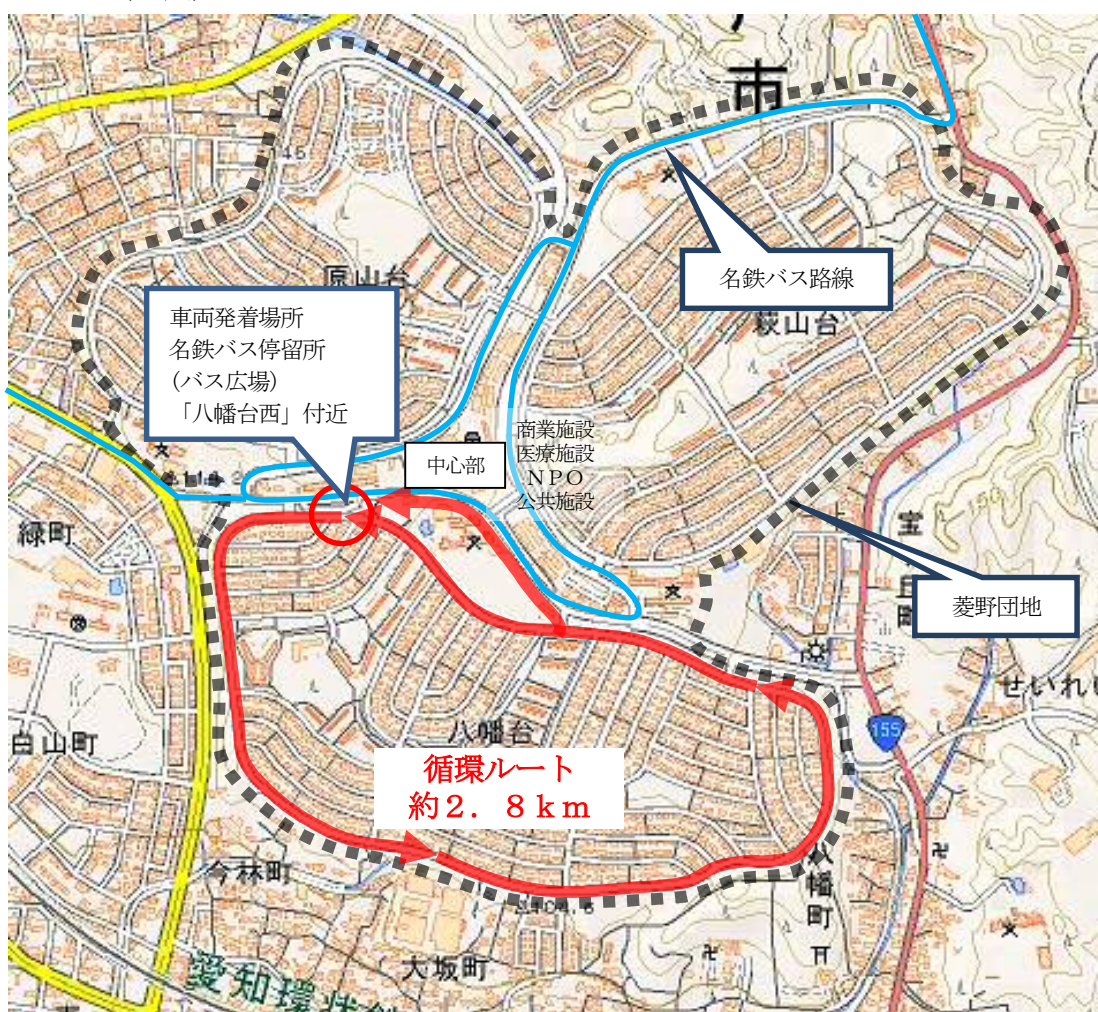 市
名鉄バス路線
原山台
萩山台
車両発着場所
名鉄バス停留所
(バス広場)
「八幡台西」付近
中心部
商業施設
医療施設
NPO
公共施設
緑町
菱野団地
せいれい
155
白山町
八幡台
循環ルート
約2.8km
今林町
八幡町
大坂町
愛知環状